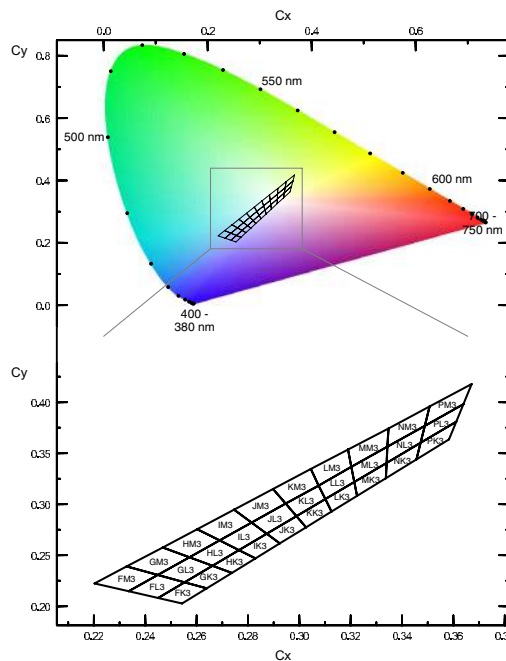 Cx
0.0 0.2 0.4 0.6
Cy
0.8
550 nm
0.6
500 nm
0.4
600 nm
0.2
700 -
750 nm
0.0
400 -
380 nm
Cy
0.40
PM3
NM3 PL3
MM3 NL3 PK3
0.35
LM3 ML3 NK3
KM3 LL3 MK3
0.30
JM3 KL3 LK3
IM3 JL3 KK3
HM3 IL3 JK3
0.25
GM3 HL3 IK3
FM3 GL3 HK3
FL3 GK3
FK3
0.20
0.22 0.24 0.26 0.28 0.30 0.32 0.34 0.36 0.38
Cx